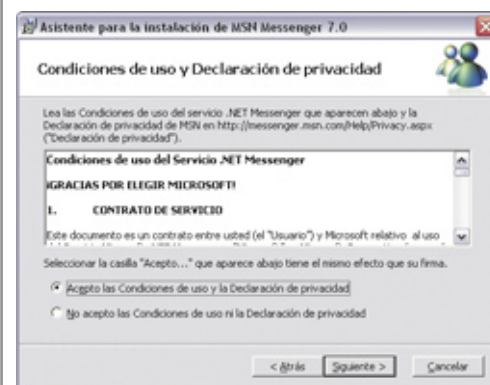 Asistente para la instalación de MSN Messenger 7.0
Condiciones de uso y Declaración de privacidad
Lea las Condiciones de uso del servicio .NET Messenger que aparecen abajo y la
Declaración de privacidad de MSN en http://messenger.msn.com/Help/Privacy.aspx
("Declaración de privacidad").
Condiciones de uso del Servicio .NET Messenger
¡GRACIAS POR ELEGIR MICROSOFT!
1. CONTRATO DE SERVICIO
Este documento es un contrato entre usted (el "Usuario") y Microsoft relativo al uso
Seleccionar la casilla "Acepto..." que aparece abajo tiene el mismo efecto que su firma.
Acepto las Condiciones de uso y la Declaración de privacidad
No acepto las Condiciones de uso ni la Declaración de privacidad
< Atrás
Siguiente >
Cancelar